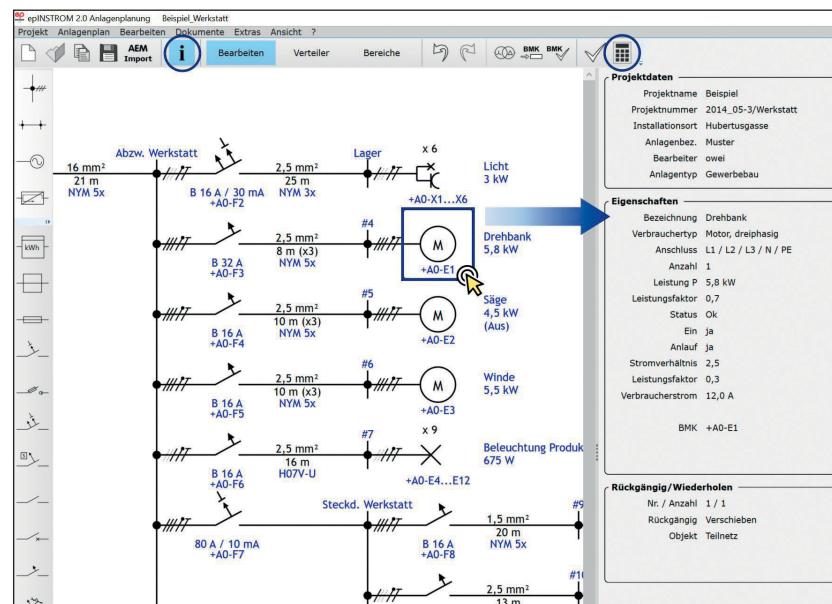 epINSTROM 2.0 Anlagenplanung Beispiel_Werkstatt
Projekt Anlagenplan Bearbeiten Dokumente Extras Ansicht ?
AEM Import
i
Bearbeiten Verteiler Bereiche
BMK BMK
kWh
Abzw. Werkstatt
16 mm²
21 m
NYM 5x
B 16 A / 30 mA
+A0-F2
2,5 mm²
25 m
NYM 3x
Lager
x 6
+A0-X1...X6
Licht
3 kW
B 32 A
+A0-F3
2,5 mm²
8 m (x3)
NYM 5x
#4
M
+A0-E1
Drehbank
5,8 kW
B 16 A
+A0-F4
2,5 mm²
10 m (x3)
NYM 5x
#5
M
+A0-E2
Säge
4,5 kW
(Aus)
B 16 A
+A0-F5
2,5 mm²
10 m (x3)
NYM 5x
#6
M
+A0-E3
Winde
5,5 kW
B 16 A
+A0-F6
2,5 mm²
16 m
H07V-U
#7
x 9
+A0-E4...E12
Beleuchtung Produk
675 W
80 A / 10 mA
+A0-F7
Steckd. Werkstatt
B 16 A
+A0-F8
1,5 mm²
20 m
NYM 5x
#9
2,5 mm²
13 m
#10
Projektdaten
Projektname Beispiel
Projektnummer 2014_05-3/Werkstatt
Installationsort Hubertusgasse
Anlagenbez. Muster
Bearbeiter owei
Anlagentyp Gewerbebau
Eigenschaften
Bezeichnung Drehbank
Verbrauchertyp Motor, dreiphasig
Anschluss L1 / L2 / L3 / N / PE
Anzahl 1
Leistung P 5,8 kW
Leistungsfaktor 0,7
Status Ok
Ein ja
Anlauf ja
Stromverhältnis 2,5
Leistungsfaktor 0,3
Verbraucherstrom 12,0 A
BMK +A0-E1
Rückgängig/Wiederholen
Nr. / Anzahl 1 / 1
Rückgängig Verschieben
Objekt Teilnetz